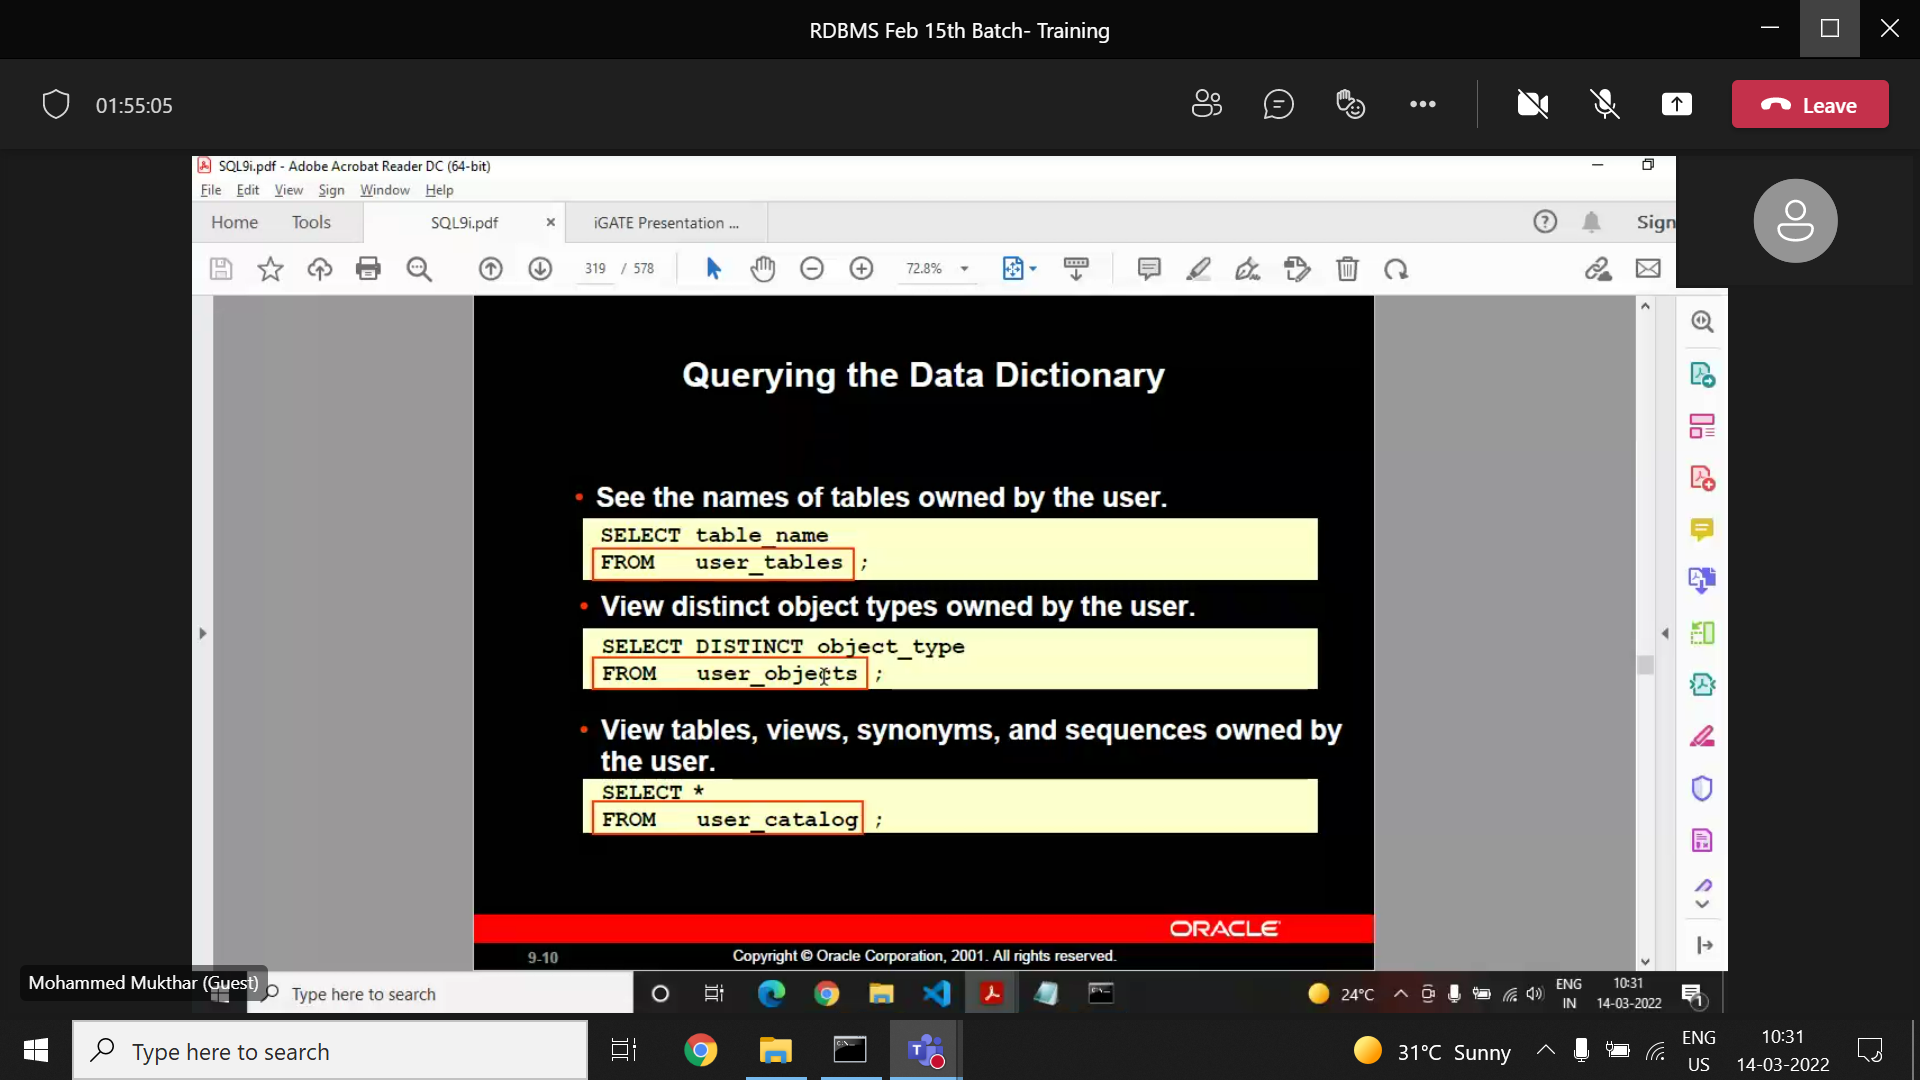 RDBMS Feb 15th Batch- Training
01:55:05
Leave
SQL9i.pdf - Adobe Acrobat Reader DC (64-bit)
File Edit View Sign Window Help
Home Tools SQL9i.pdf × iGATE Presentation ... Sign
319 / 578 72.8%
Querying the Data Dictionary
• See the names of tables owned by the user.
SELECT table_name
FROM user_tables ;
• View distinct object types owned by the user.
SELECT DISTINCT object_type
FROM user_objects ;
• View tables, views, synonyms, and sequences owned by
the user.
SELECT *
FROM user_catalog ;
ORACLE
9-10 Copyright © Oracle Corporation, 2001. All rights reserved.
Mohammed Mukthar (Guest)
Type here to search 24°C ENG IN 10:31 14-03-2022 1
Type here to search 31°C Sunny ENG US 10:31 14-03-2022